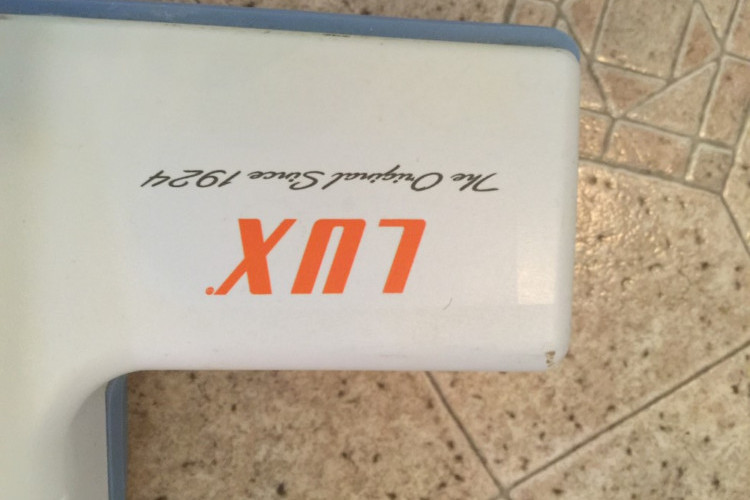 LUX
The Original Since 1924